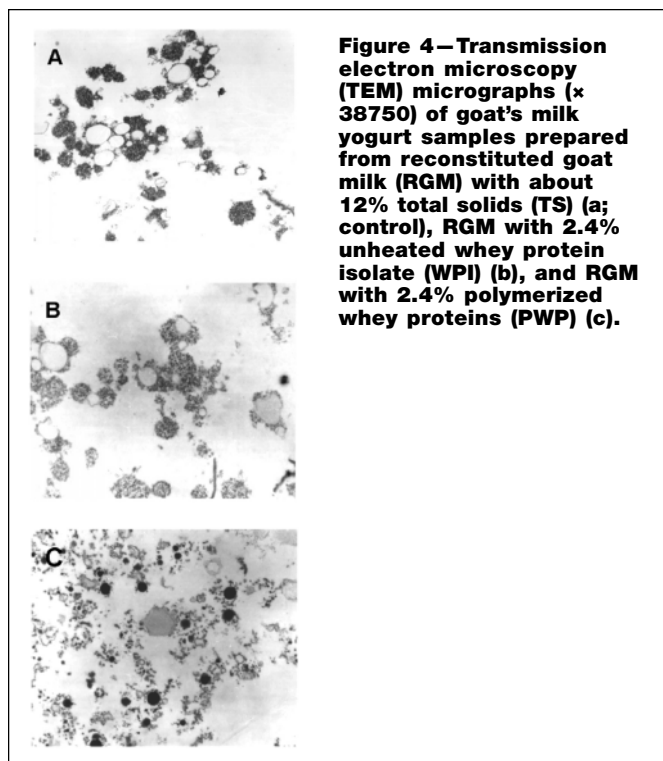 A
B
C
Figure 4—Transmission
electron microscopy
(TEM) micrographs (×
38750) of goat's milk
yogurt samples prepared
from reconstituted goat
milk (RGM) with about
12% total solids (TS) (a;
control), RGM with 2.4%
unheated whey protein
isolate (WPI) (b), and RGM
with 2.4% polymerized
whey proteins (PWP) (c).